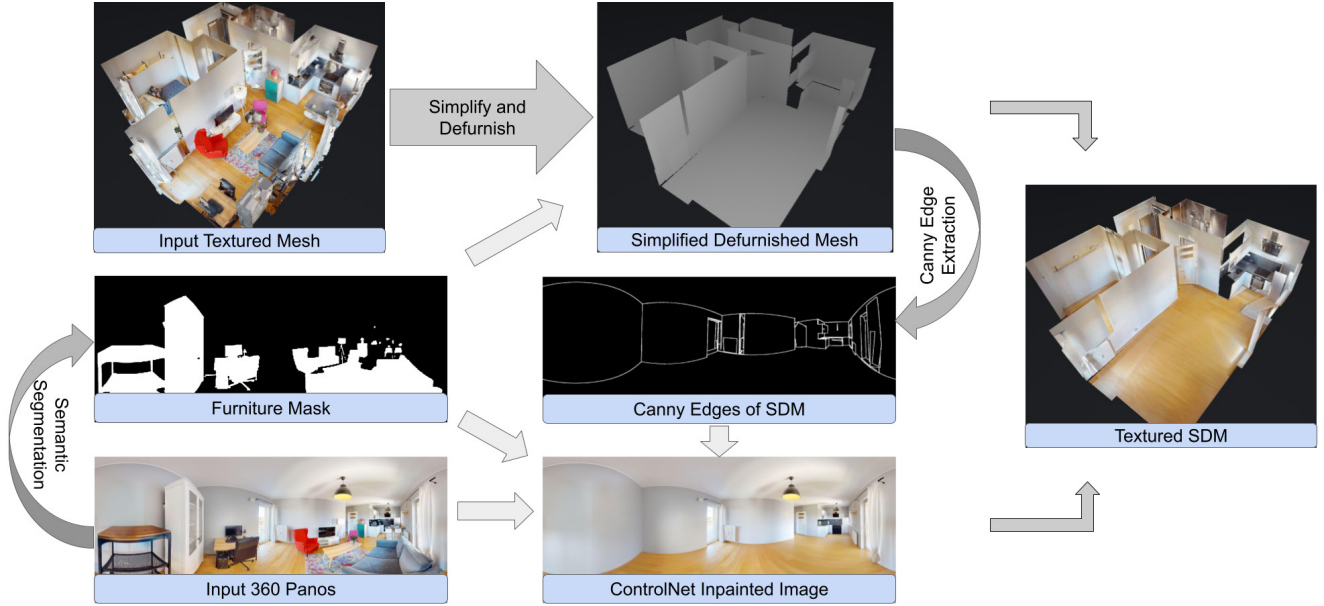 Simplify and
Defurnish
Input Textured Mesh
Simplified Defurnished Mesh
Canny Edge
Extraction
Semantic
Segmentation
Furniture Mask
Canny Edges of SDM
Textured SDM
Input 360 Panos
ControlNet Inpainted Image